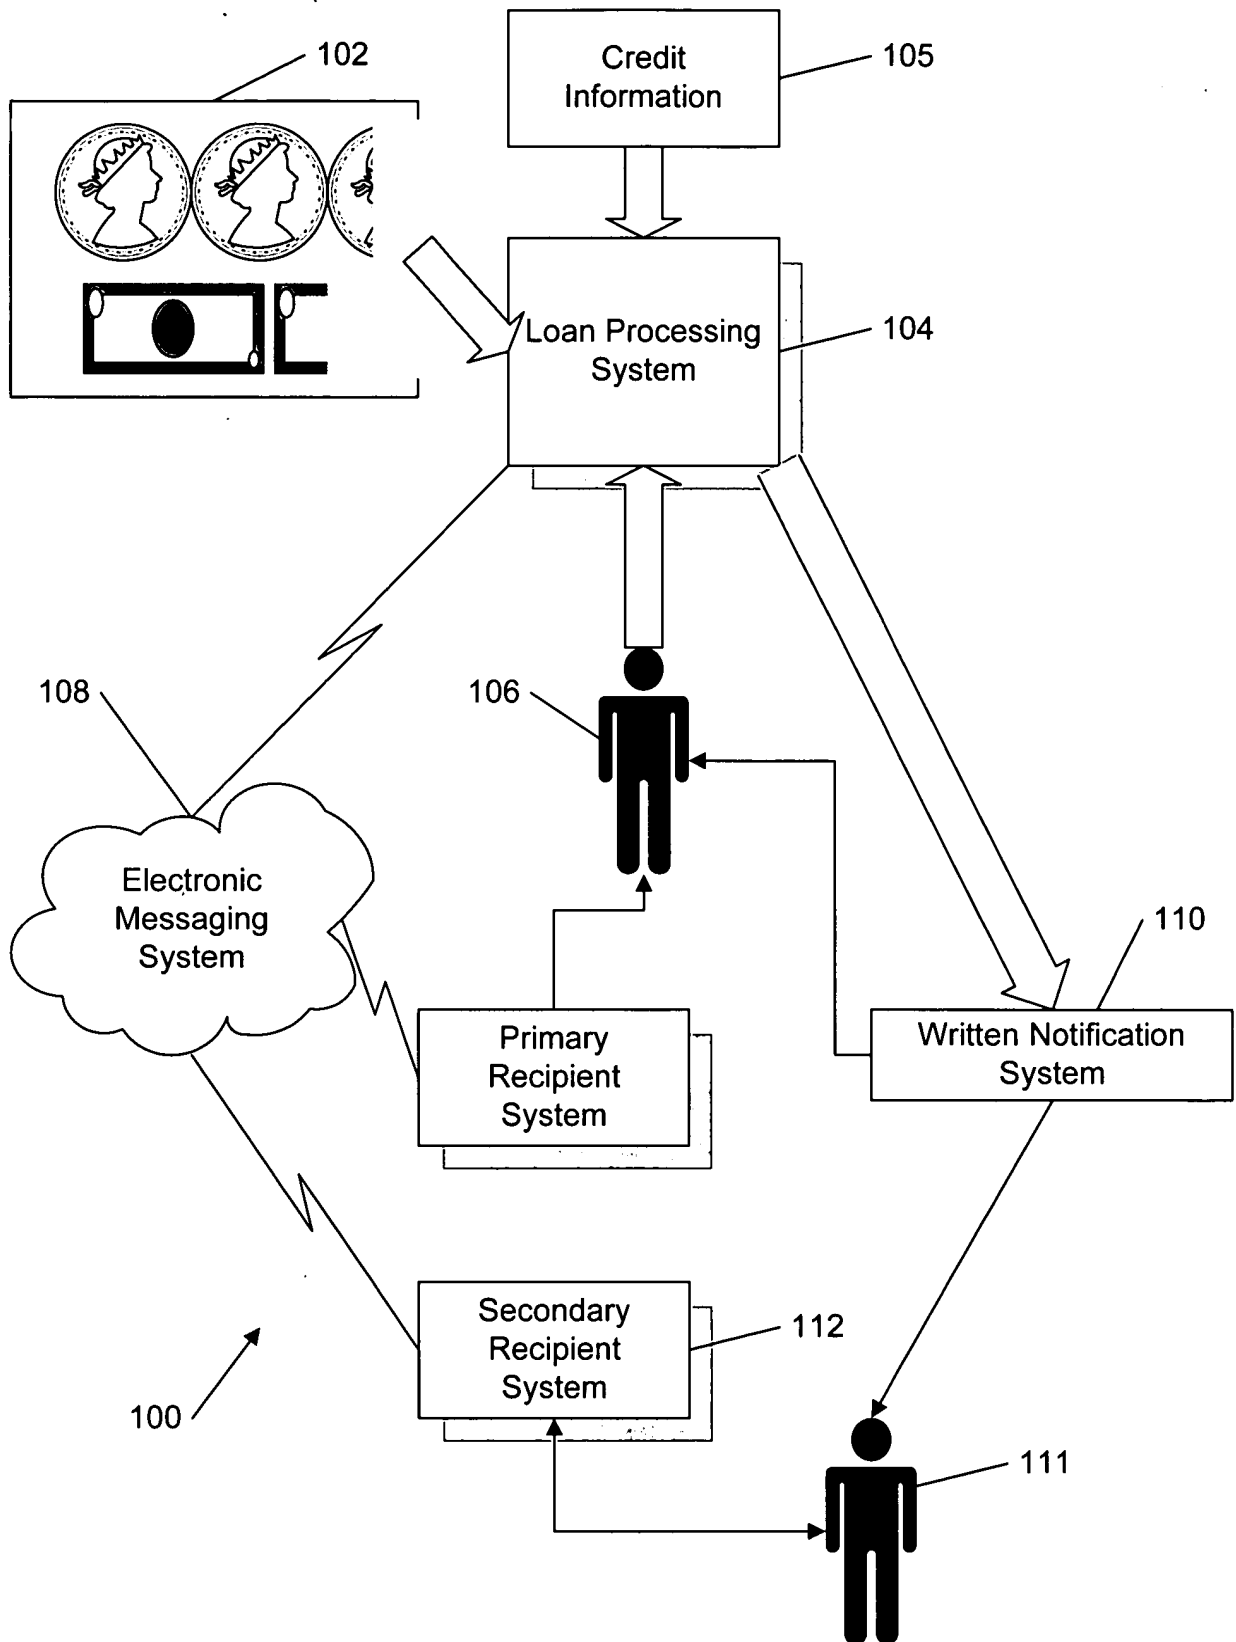 102
Credit
Information
105
Loan Processing
System
104
108
106
Electronic
Messaging
System
110
Written Notification
System
Primary
Recipient
System
Secondary
Recipient
System
112
100
111